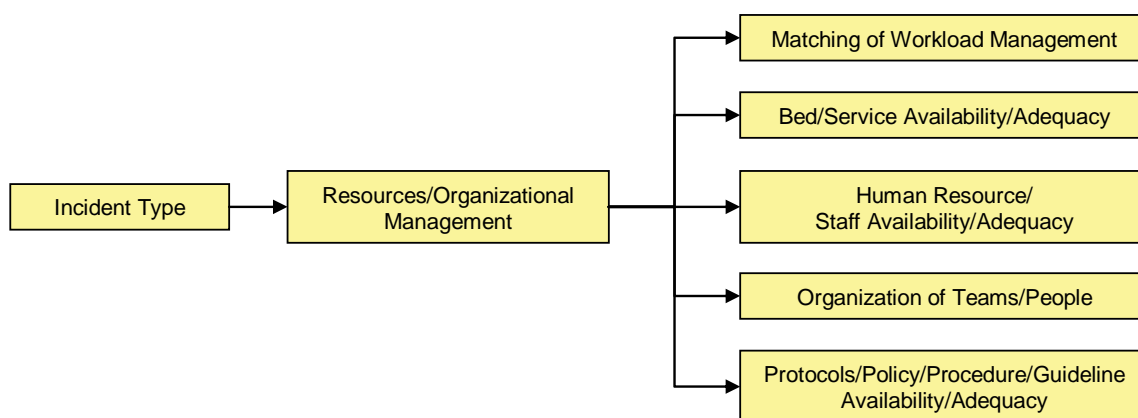 Incident Type
Resources/Organizational
Management
Matching of Workload Management
Bed/Service Availability/Adequacy
Human Resource/
Staff Availability/Adequacy
Organization of Teams/People
Protocols/Policy/Procedure/Guideline
Availability/Adequacy